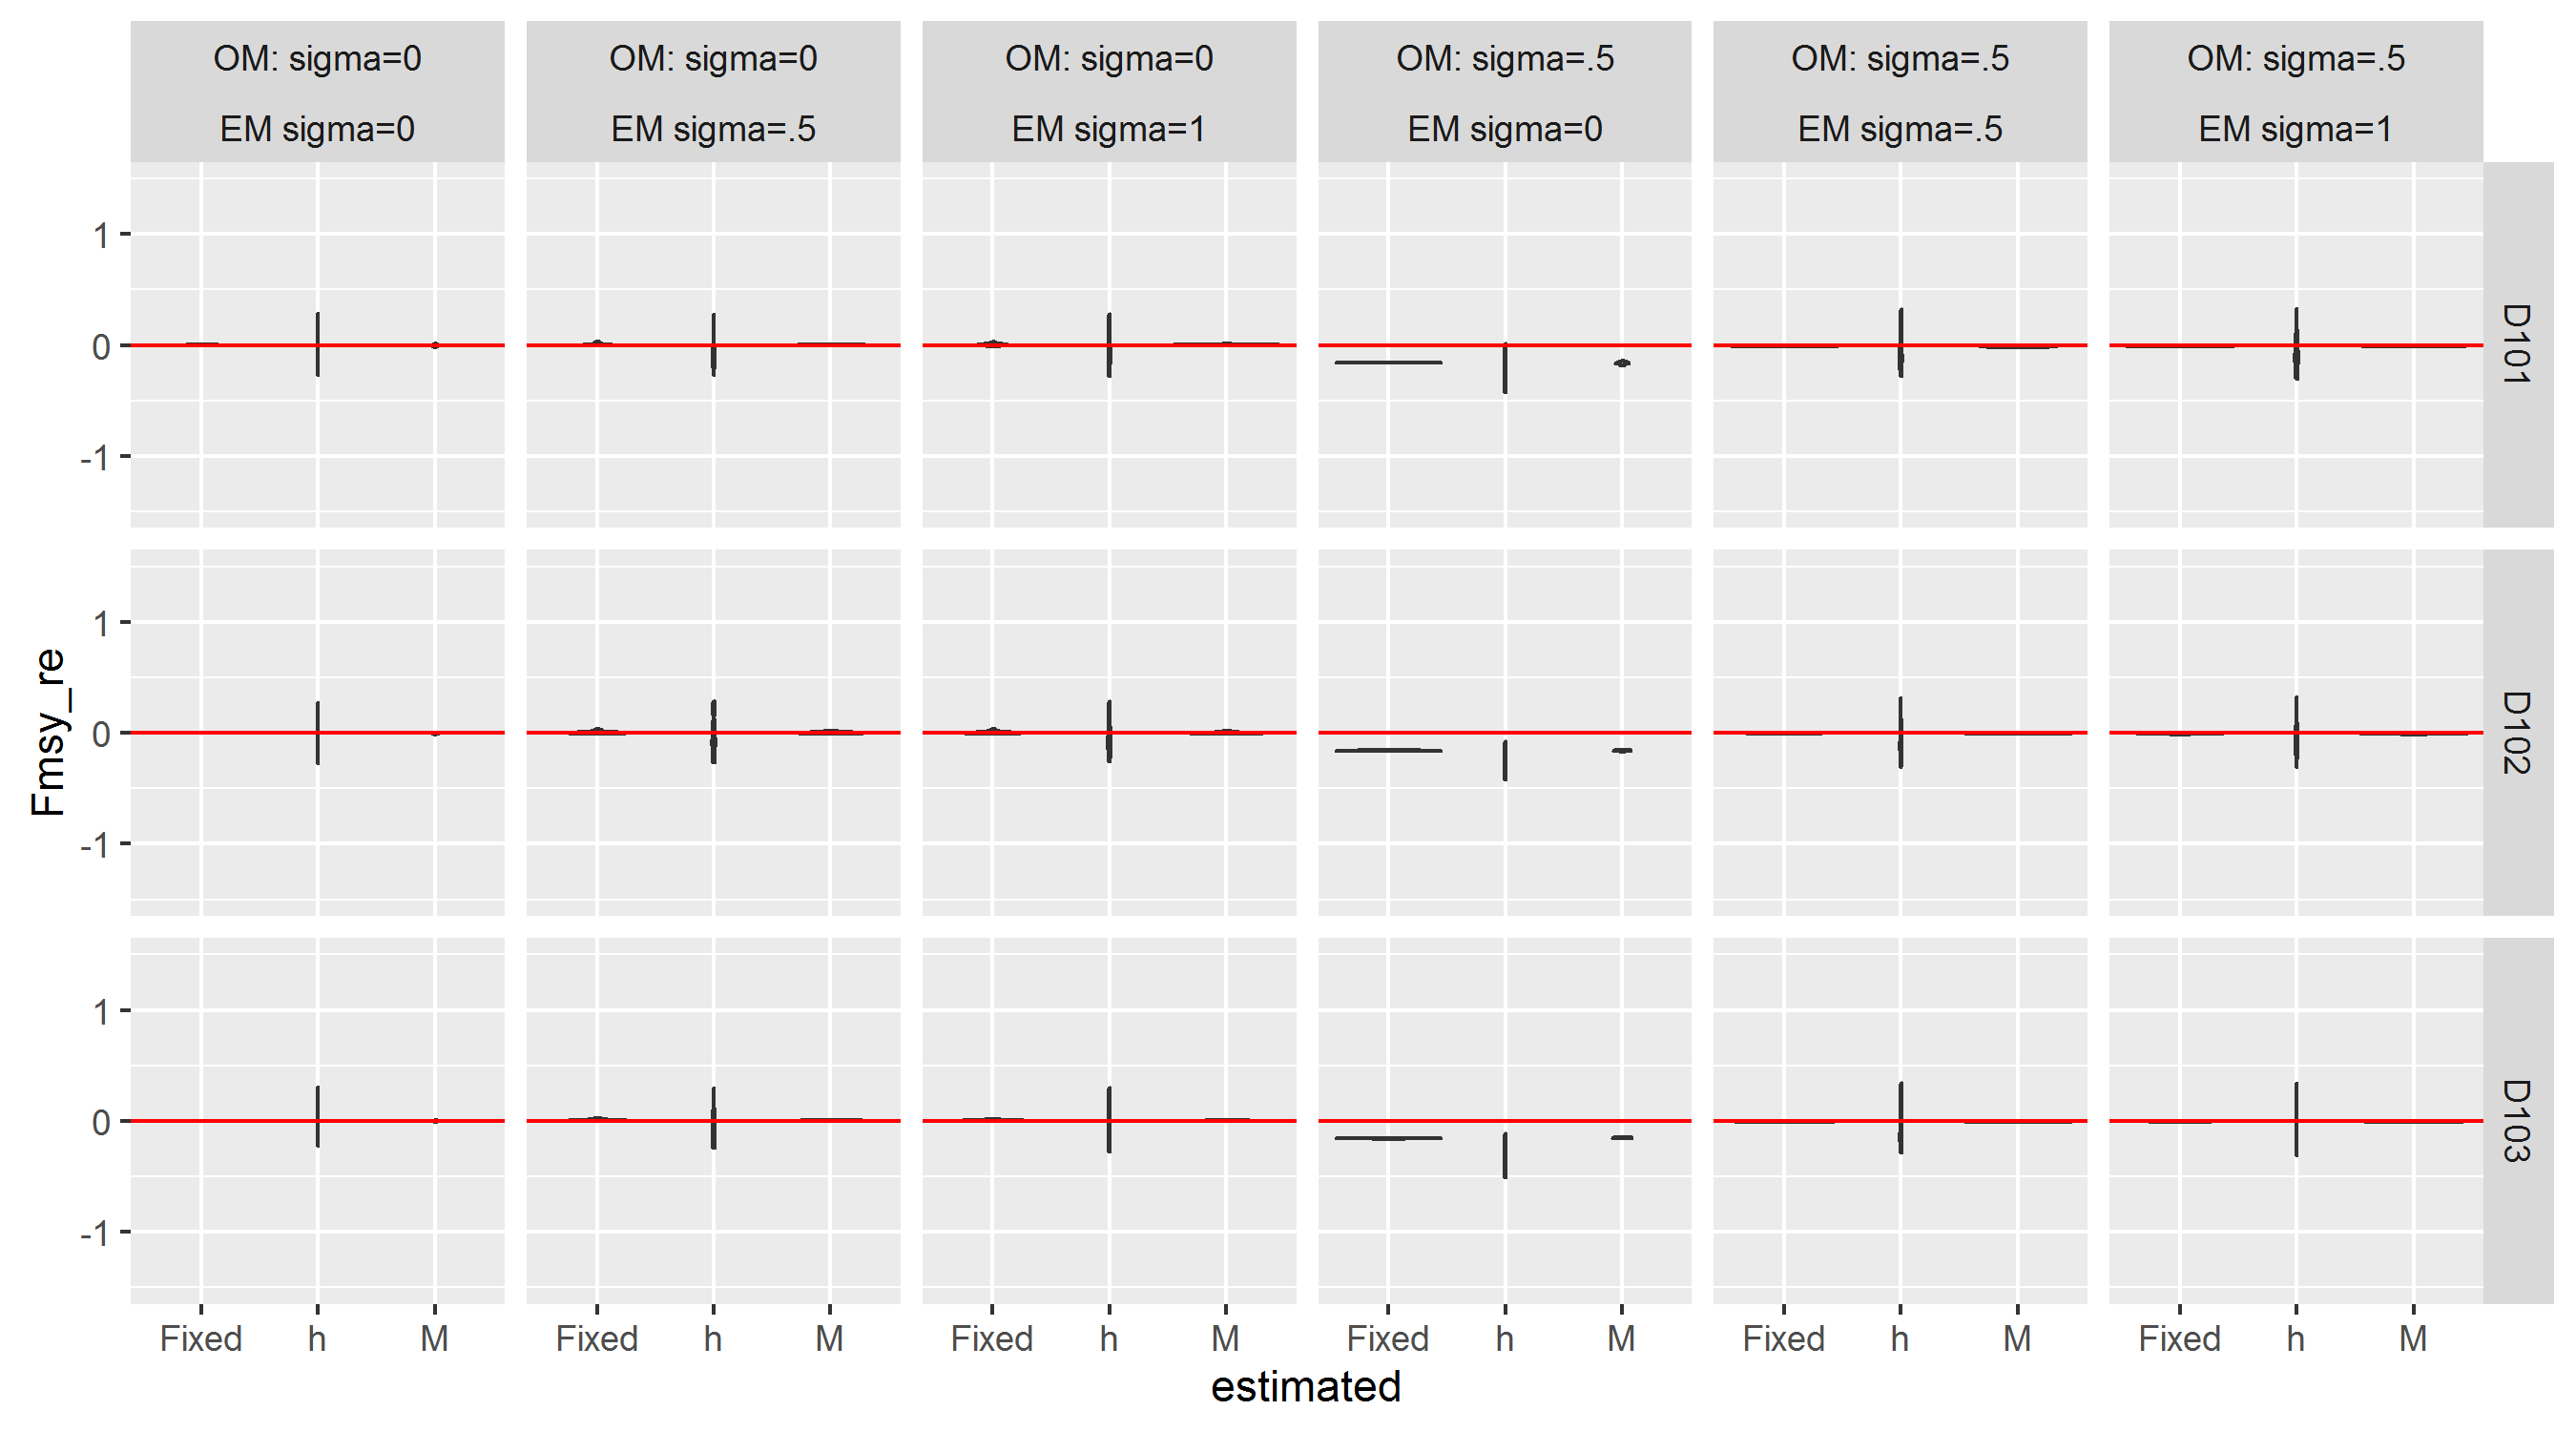 OM: sigma=0 OM: sigma=0 OM: sigma=0 OM: sigma=.5 OM: sigma=.5 OM: sigma=.5
EM sigma=0 EM sigma=.5 EM sigma=1 EM sigma=0 EM sigma=.5 EM sigma=1
1
0
-1
D101
1
0
-1
D102
Fmsy_re
1
0
-1
D103
Fixed h M Fixed h M Fixed h M Fixed h M Fixed h M Fixed h M
estimated